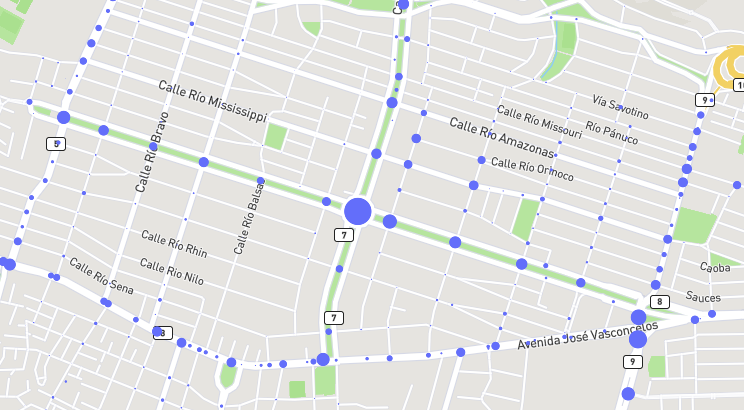 Calle Río Mississippi
Calle Río Bravo
Calle Río Amazonas
Calle Río Missouri
Vía Savotino
Río Pánuco
Calle Río Orinoco
9
Calle Río Balsas
7
Calle Río Rhin
Calle Río Nilo
Calle Río Sena
7
8
Caoba
Sauces
Avenida José Vasconcelos
9